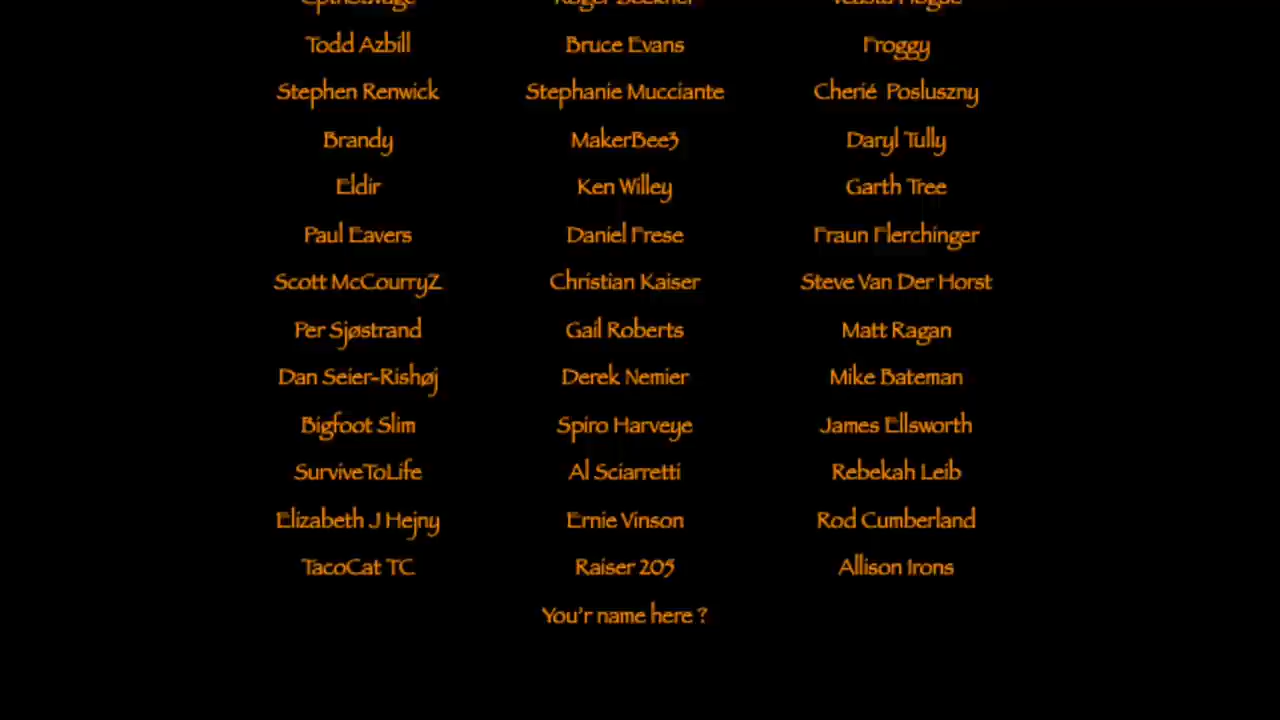 Todd Azbill Bruce Evans Froggy
Stephen Renwick Stephanie Mucciante Cherié Posluszny
Brandy MakerBee3 Daryl Tully
Eldir Ken Willey Garth Tree
Paul Eavers Daniel Frese Fraun Flerchinger
Scott McCourryZ Christian Kaiser Steve Van Der Horst
Per Sjøstrand Gail Roberts Matt Ragan
Dan Seier-Rishøj Derek Nemier Mike Bateman
Bigfoot Slim Spiro Harveye James Ellsworth
SurviveToLife Al Sciarretti Rebekah Leib
Elizabeth J Hejny Ernie Vinson Rod Cumberland
TacoCat TC Raiser 205 Allison Irons
You'r name here ?